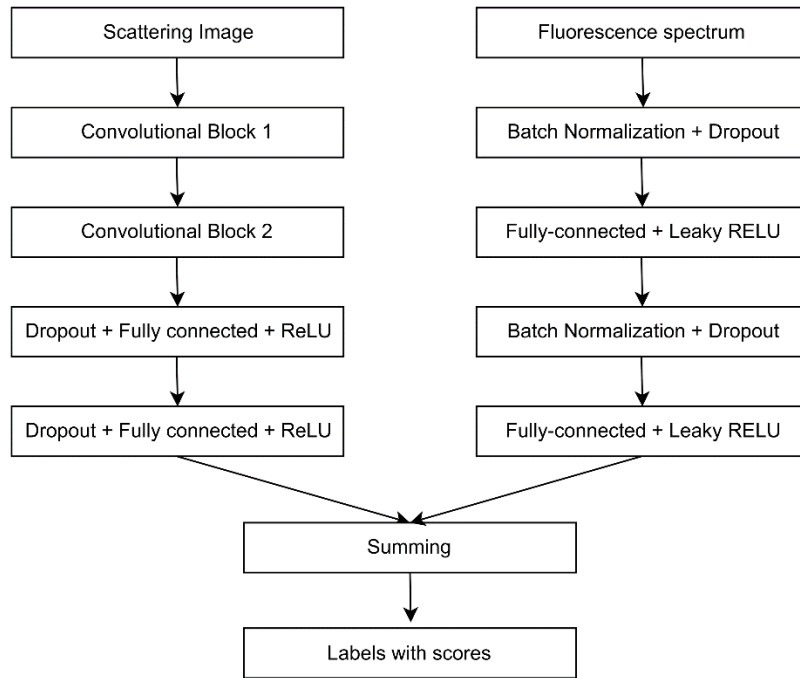 Scattering Image
Convolutional Block 1
Convolutional Block 2
Dropout + Fully connected + ReLU
Dropout + Fully connected + ReLU
Fluorescence spectrum
Batch Normalization + Dropout
Fully-connected + Leaky RELU
Batch Normalization + Dropout
Fully-connected + Leaky RELU
Summing
Labels with scores